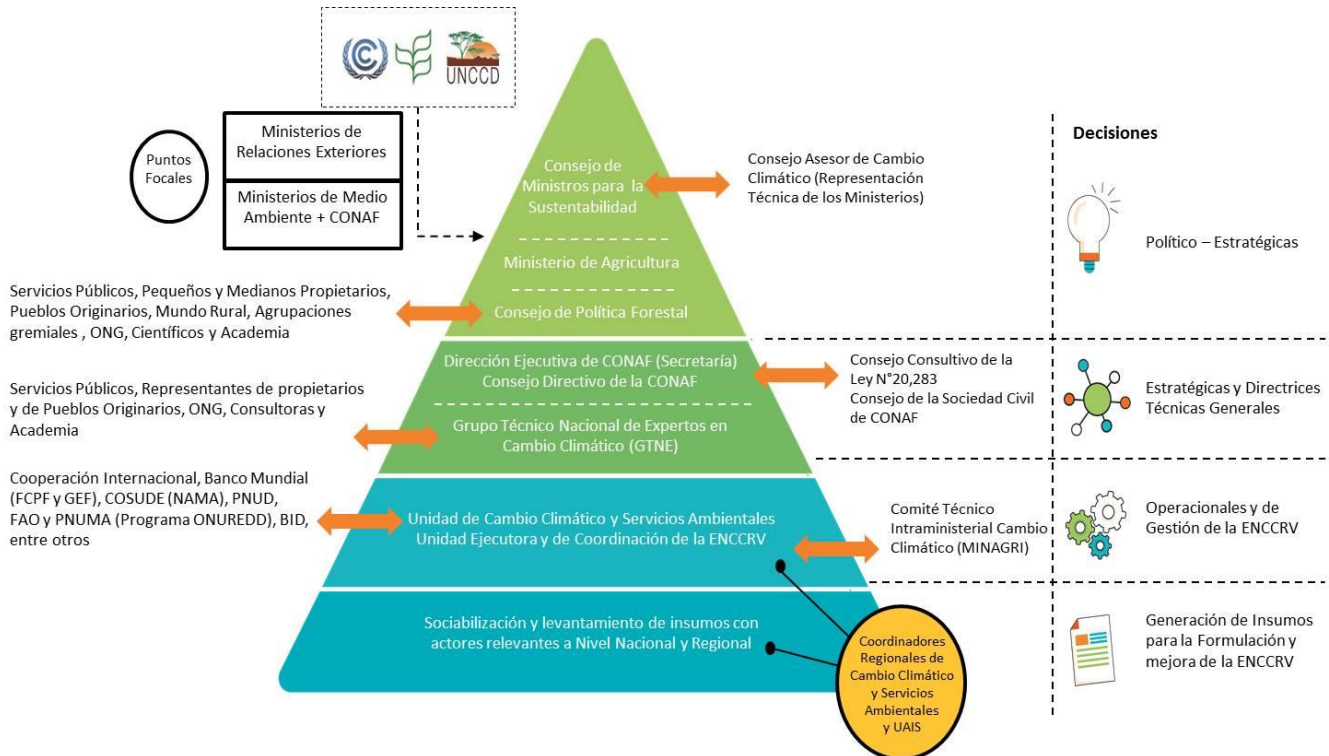 UNCCD
Puntos
Focales
Ministerios de
Relaciones Exteriores
Ministerios de Medio
Ambiente + CONAF
Consejo de
Ministros para la
Sustentabilidad
Ministerio de Agricultura
Consejo de Política Forestal
Consejo Asesor de Cambio
Climático (Representación
Técnica de los Ministerios)
Decisiones
Político – Estratégicas
Servicios Públicos, Pequeños y Medianos Propietarios,
Pueblos Originarios, Mundo Rural, Agrupaciones
gremiales , ONG, Científicos y Academia
Dirección Ejecutiva de CONAF (Secretaría)
Consejo Directivo de la CONAF
Grupo Técnico Nacional de Expertos en
Cambio Climático (GTNE)
Consejo Consultivo de la
Ley N°20,283
Consejo de la Sociedad Civil
de CONAF
Estratégicas y Directrices
Técnicas Generales
Servicios Públicos, Representantes de propietarios
y de Pueblos Originarios, ONG, Consultoras y
Academia
Cooperación Internacional, Banco Mundial
(FCPF y GEF), COSUDE (NAMA), PNUD,
FAO y PNUMA (Programa ONUREDD), BID,
entre otros
Unidad de Cambio Climático y Servicios Ambientales
Unidad Ejecutora y de Coordinación de la ENCCRV
Comité Técnico
Intraministerial Cambio
Climático (MINAGRI)
Operacionales y de
Gestión de la ENCCRV
Sociabilización y levantamiento de insumos con
actores relevantes a Nivel Nacional y Regional
Coordinadores
Regionales de
Cambio Climático
y Servicios
Ambientales
y UAIS
Generación de Insumos
para la Formulación y
mejora de la ENCCRV